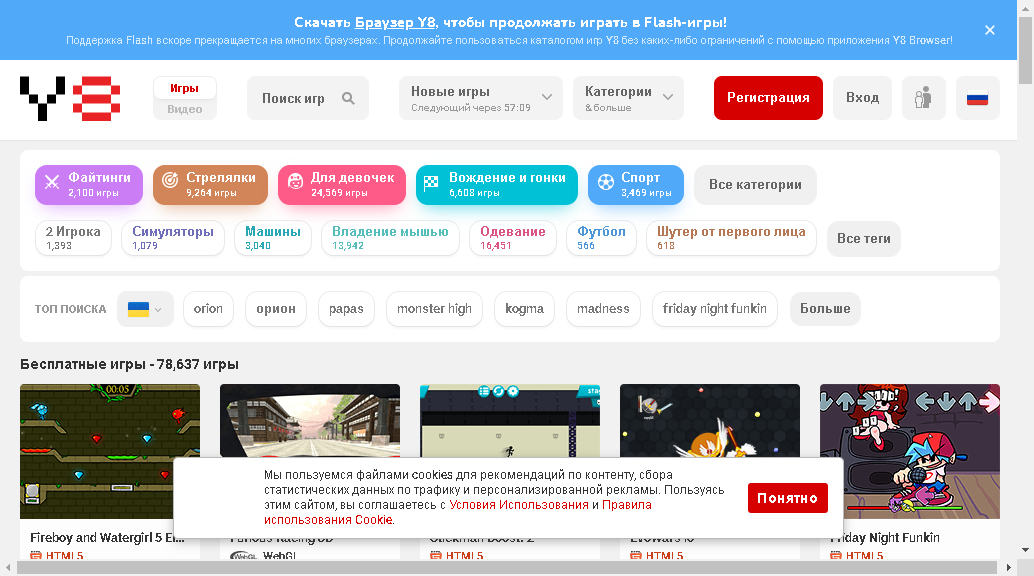 Скачать Браузер Y8, чтобы продолжать играть в Flash-игры!
Поддержка Flash вскоре прекращается на многих браузерах. Продолжайте пользоваться каталогом игр Y8 без каких-либо ограничений с помощью приложения Y8 Browser!
Y8
Игры
Видео
Поиск игр
Новые игры
Следующий через 57:09
Категории
& больше
Регистрация
Вход
Файтинги
2,100 игры
Стрелялки
9,264 игры
Для девочек
24,569 игры
Вождение и гонки
6,608 игры
Спорт
3,469 игры
Все категории
2 Игрока
1,393
Симуляторы
1,079
Машины
3,040
Владение мышью
13,942
Одевание
16,451
Футбол
566
Шутер от первого лица
618
Все теги
ТОП ПОИСКА
orion
орион
papas
monster high
kogma
madness
friday night funkin
Больше
Бесплатные игры - 78,637 игры
00:05
Мы пользуемся файлами cookies для рекомендаций по контенту, сбора
статистических данных по трафику и персонализированной рекламы. Пользуясь
этим сайтом, вы соглашаетесь с Условия Использования и Правила
использования Cookie.
Понятно
Fireboy and Watergirl 5 El...
HTML5
Furious Racing 3D
WebGL
Stickman Boost! 2
HTML5
EvoWars io
HTML5
Friday Night Funkin
HTML5